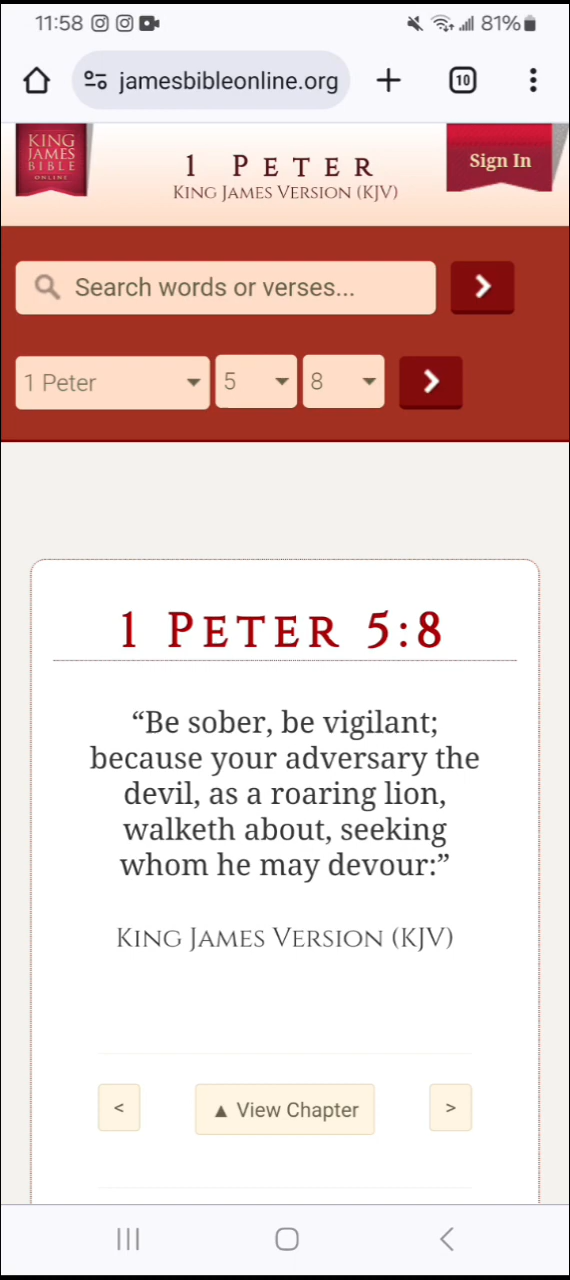 11:58 81%
jamesbibleonline.org 10
KING
JAMES
BIBLE
ONLINE
1 PETER
KING JAMES VERSION (KJV)
Sign In
Search words or verses...
1 Peter 5 8
1 PETER 5:8
“Be sober, be vigilant;
because your adversary the
devil, as a roaring lion,
walketh about, seeking
whom he may devour:”
KING JAMES VERSION (KJV)
< ▲ View Chapter >